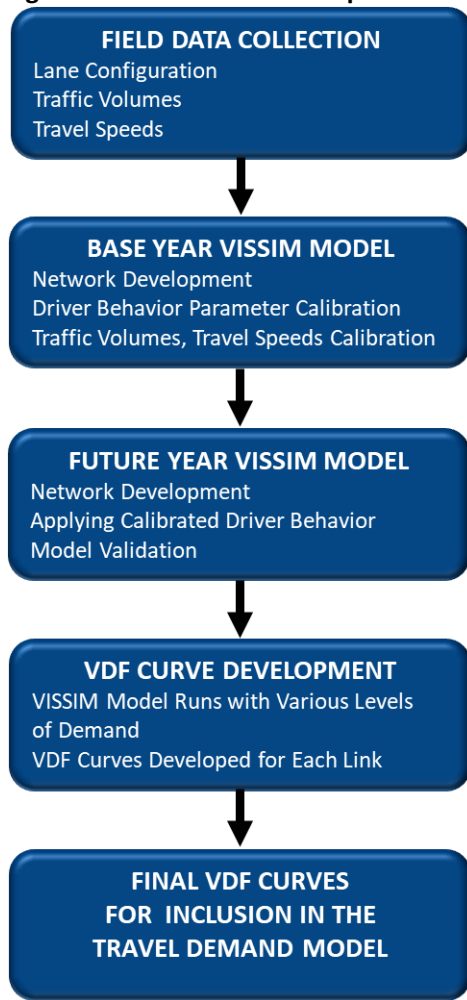 FIELD DATA COLLECTION
Lane Configuration
Traffic Volumes
Travel Speeds
BASE YEAR VISSIM MODEL
Network Development
Driver Behavior Parameter Calibration
Traffic Volumes, Travel Speeds Calibration
FUTURE YEAR VISSIM MODEL
Network Development
Applying Calibrated Driver Behavior
Model Validation
VDF CURVE DEVELOPMENT
VISSIM Model Runs with Various Levels
of Demand
VDF Curves Developed for Each Link
FINAL VDF CURVES
FOR INCLUSION IN THE
TRAVEL DEMAND MODEL